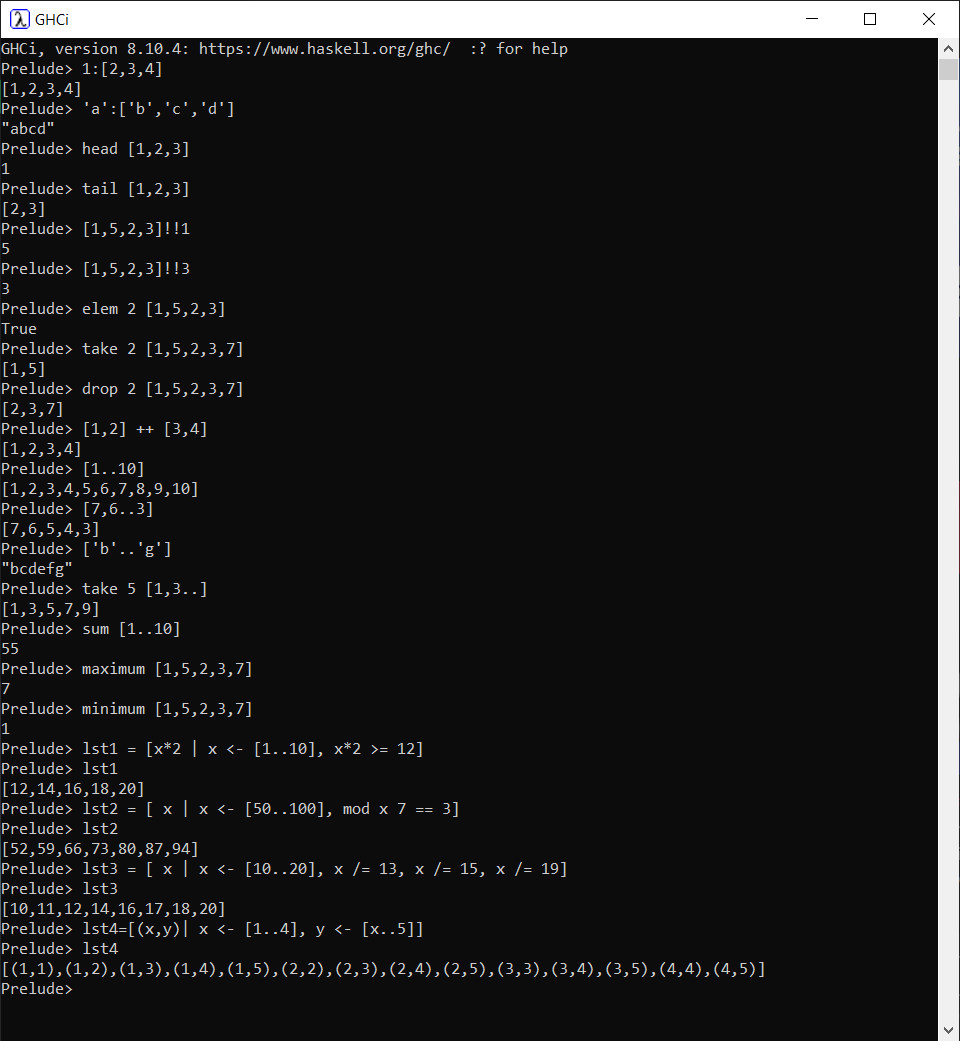 GHCi
GHCi, version 8.10.4: https://www.haskell.org/ghc/  :? for help
Prelude> 1:[2,3,4]
[1,2,3,4]
Prelude> 'a':['b','c','d']
"abcd"
Prelude> head [1,2,3]
1
Prelude> tail [1,2,3]
[2,3]
Prelude> [1,5,2,3]!!1
5
Prelude> [1,5,2,3]!!3
3
Prelude> elem 2 [1,5,2,3]
True
Prelude> take 2 [1,5,2,3,7]
[1,5]
Prelude> drop 2 [1,5,2,3,7]
[2,3,7]
Prelude> [1,2] ++ [3,4]
[1,2,3,4]
Prelude> [1..10]
[1,2,3,4,5,6,7,8,9,10]
Prelude> [7,6..3]
[7,6,5,4,3]
Prelude> ['b'..'g']
"bcdefg"
Prelude> take 5 [1,3..]
[1,3,5,7,9]
Prelude> sum [1..10]
55
Prelude> maximum [1,5,2,3,7]
7
Prelude> minimum [1,5,2,3,7]
1
Prelude> lst1 = [x*2 | x <- [1..10], x*2 >= 12]
Prelude> lst1
[12,14,16,18,20]
Prelude> lst2 = [ x | x <- [50..100], mod x 7 == 3]
Prelude> lst2
[52,59,66,73,80,87,94]
Prelude> lst3 = [ x | x <- [10..20], x /= 13, x /= 15, x /= 19]
Prelude> lst3
[10,11,12,14,16,17,18,20]
Prelude> lst4=[(x,y)| x <- [1..4], y <- [x..5]]
Prelude> lst4
[(1,1),(1,2),(1,3),(1,4),(1,5),(2,2),(2,3),(2,4),(2,5),(3,3),(3,4),(3,5),(4,4),(4,5)]
Prelude>